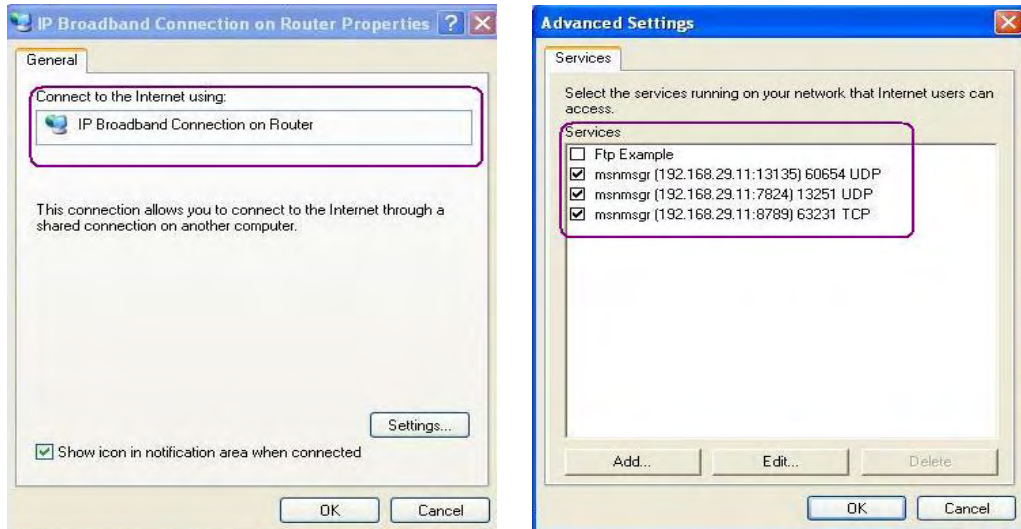 IP Broadband Connection on Router Properties
General
Connect to the Internet using:
IP Broadband Connection on Router
This connection allows you to connect to the Internet through a
shared connection on another computer.
Settings...
Show icon in notification area when connected
OK
Cancel
Advanced Settings
Services
Select the services running on your network that Internet users can
access.
Services
Ftp Example
msnmsgr (192.168.29.11:13135) 60654 UDP
msnmsgr (192.168.29.11:7824) 13251 UDP
msnmsgr (192.168.29.11:8789) 63231 TCP
Add...
Edit...
Delete
OK
Cancel